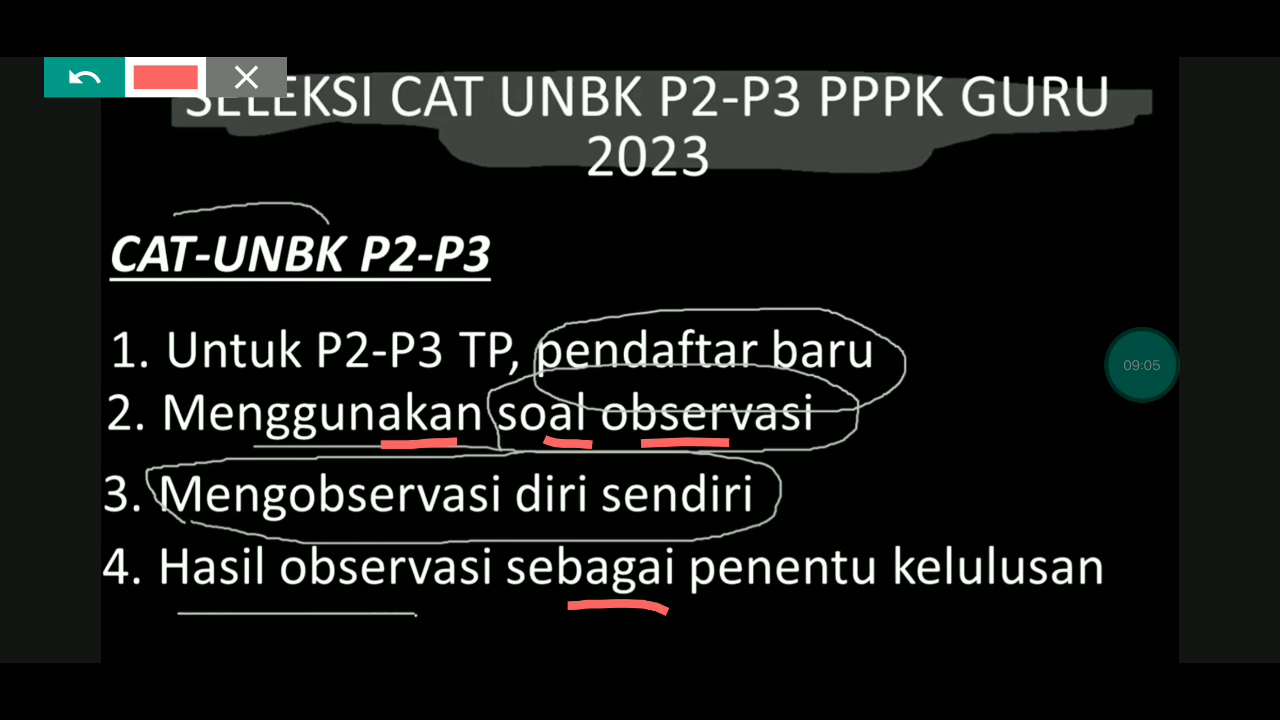 SELEKSI CAT UNBK P2-P3 PPPK GURU
2023
CAT-UNBK P2-P3
1. Untuk P2-P3 TP, pendaftar baru
2. Menggunakan soal observasi
3. Mengobservasi diri sendiri
09:05
4. Hasil observasi sebagai penentu kelulusan